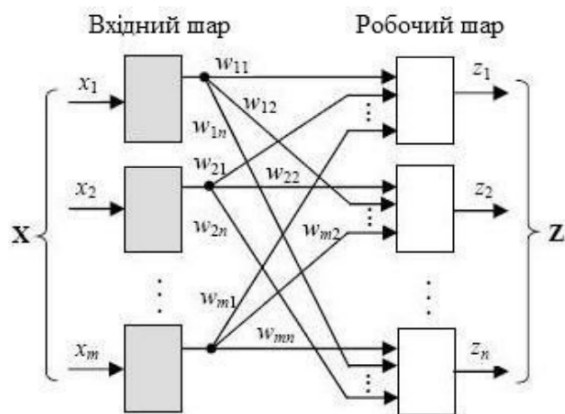 Вхідний шар
Робочий шар
x1
w11
z1
w12
w1n
x2
w21
w22
z2
X
Z
w2n
wm2
wm1
wmn
xm
zn